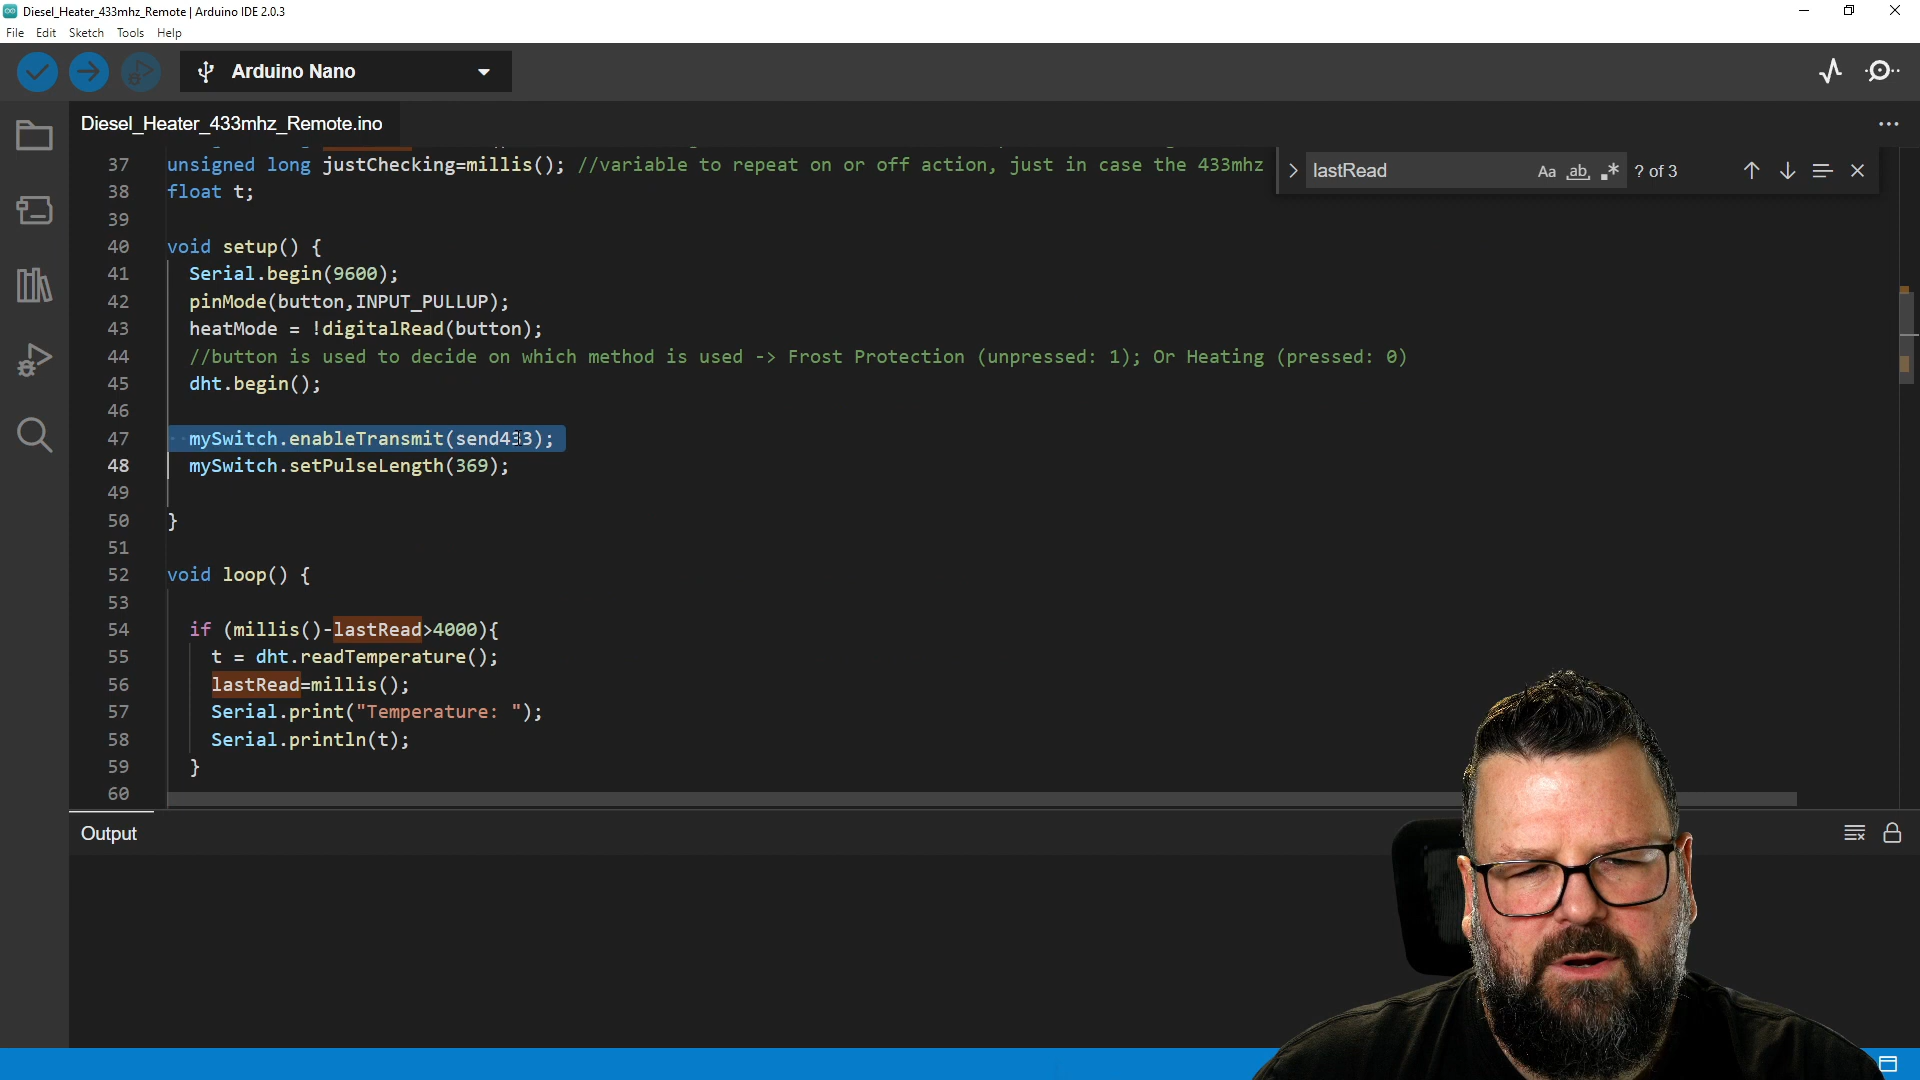 Diesel_Heater_433mhz_Remote | Arduino IDE 2.0.3
File Edit Sketch Tools Help
Arduino Nano
Diesel_Heater_433mhz_Remote.ino
lastRead Aa ab ? of 3
37 unsigned long justChecking=millis(); //variable to repeat on or off action, just in case the 433mhz
38 float t;
39
40 void setup() {
41 Serial.begin(9600);
42 pinMode(button,INPUT_PULLUP);
43 heatMode = !digitalRead(button);
44 //button is used to decide on which method is used -> Frost Protection (unpressed: 1); Or Heating (pressed: 0)
45 dht.begin();
46
47 mySwitch.enableTransmit(send433);
48 mySwitch.setPulseLength(369);
49
50 }
51
52 void loop() {
53
54 if (millis()-lastRead>4000){
55 t = dht.readTemperature();
56 lastRead=millis();
57 Serial.print("Temperature: ");
58 Serial.println(t);
59 }
60
Output